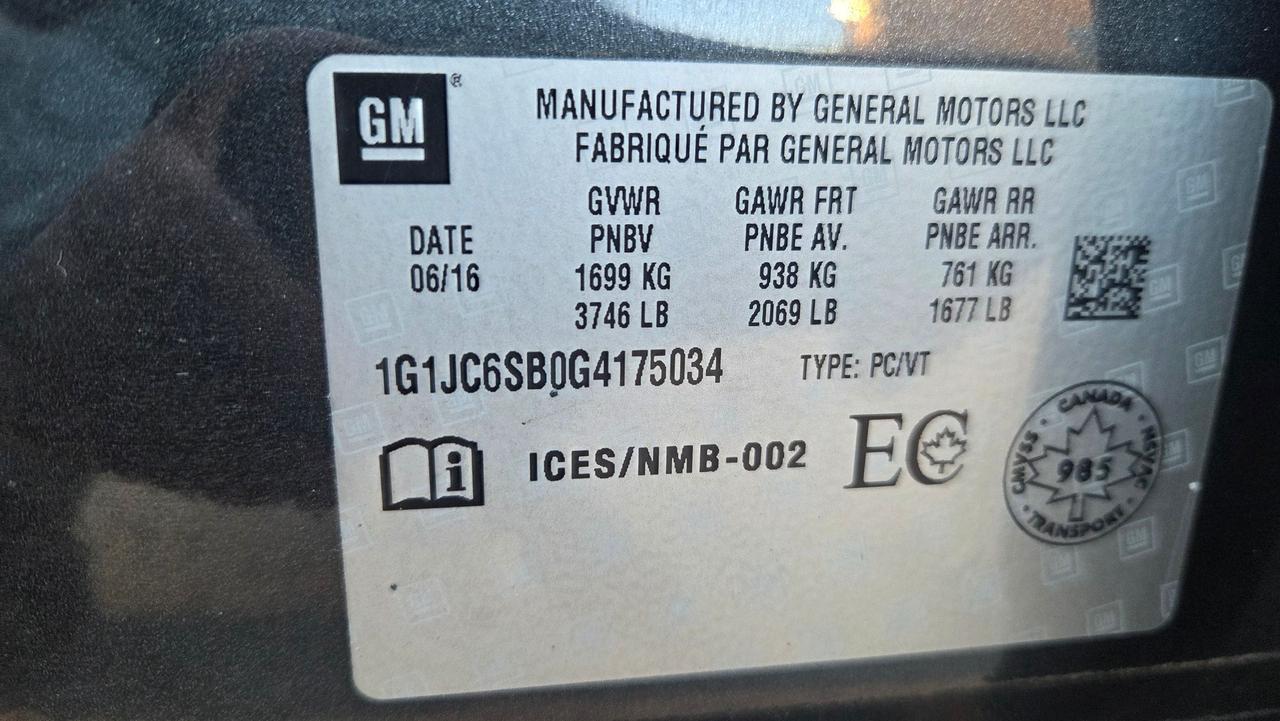 GM®
MANUFACTURED BY GENERAL MOTORS LLC
FABRIQUÉ PAR GENERAL MOTORS LLC
GVWR GAWR FRT GAWR RR
DATE PNBV PNBE AV. PNBE ARR.
06/16 1699 KG 938 KG 761 KG
3746 LB 2069 LB 1677 LB
1G1JC6SB0G4175034 TYPE: PC/VT
i ICES/NMB-002 EC
CANADA
CMVSS 985 NSVAC
TRANSPORT